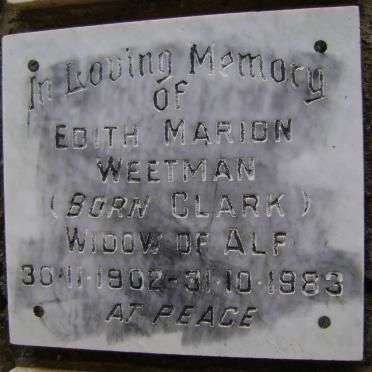 In Loving Memory
of
EDITH MARION
WEETMAN
(BORN CLARK)
WIDOW OF ALF
30·11·1902-31·10·1983
AT PEACE